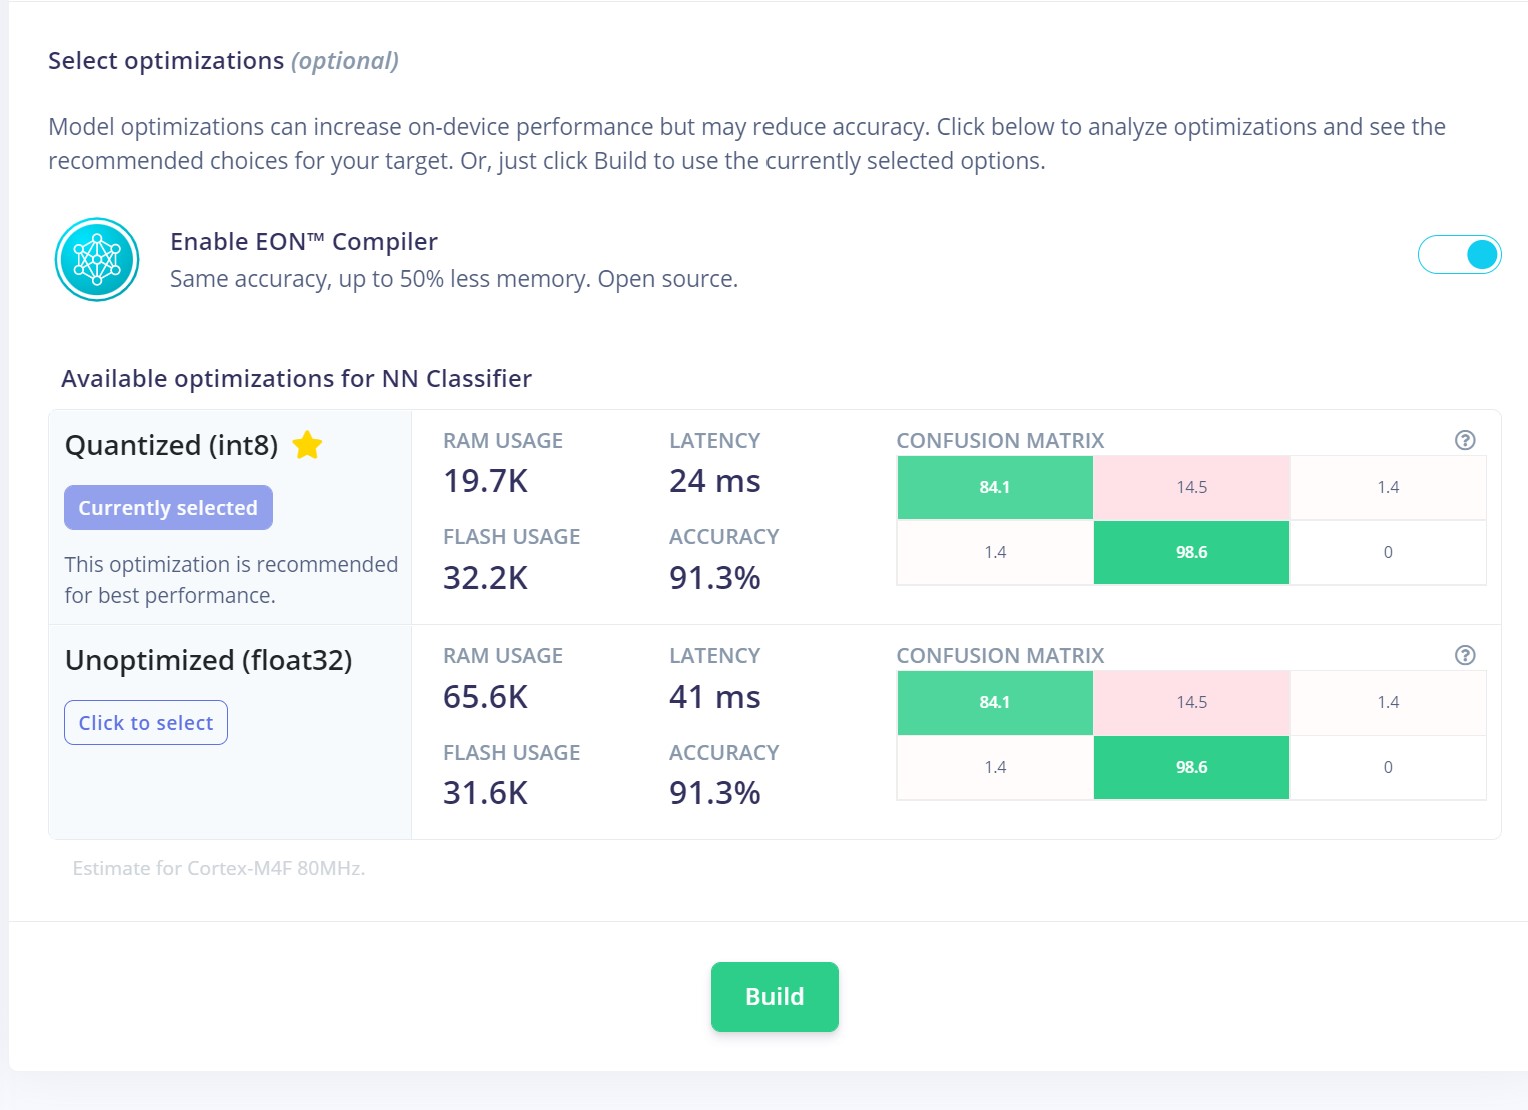 Select optimizations (optional)
Model optimizations can increase on-device performance but may reduce accuracy. Click below to analyze optimizations and see the
recommended choices for your target. Or, just click Build to use the currently selected options.
Enable EON™ Compiler
Same accuracy, up to 50% less memory. Open source.
Available optimizations for NN Classifier
Quantized (int8)
Currently selected
This optimization is recommended
for best performance.
RAM USAGE
19.7K
LATENCY
24 ms
FLASH USAGE
32.2K
ACCURACY
91.3%
CONFUSION MATRIX ?
84.1 14.5 1.4
1.4 98.6 0
Unoptimized (float32)
Click to select
RAM USAGE
65.6K
LATENCY
41 ms
FLASH USAGE
31.6K
ACCURACY
91.3%
CONFUSION MATRIX ?
84.1 14.5 1.4
1.4 98.6 0
Estimate for Cortex-M4F 80MHz.
Build